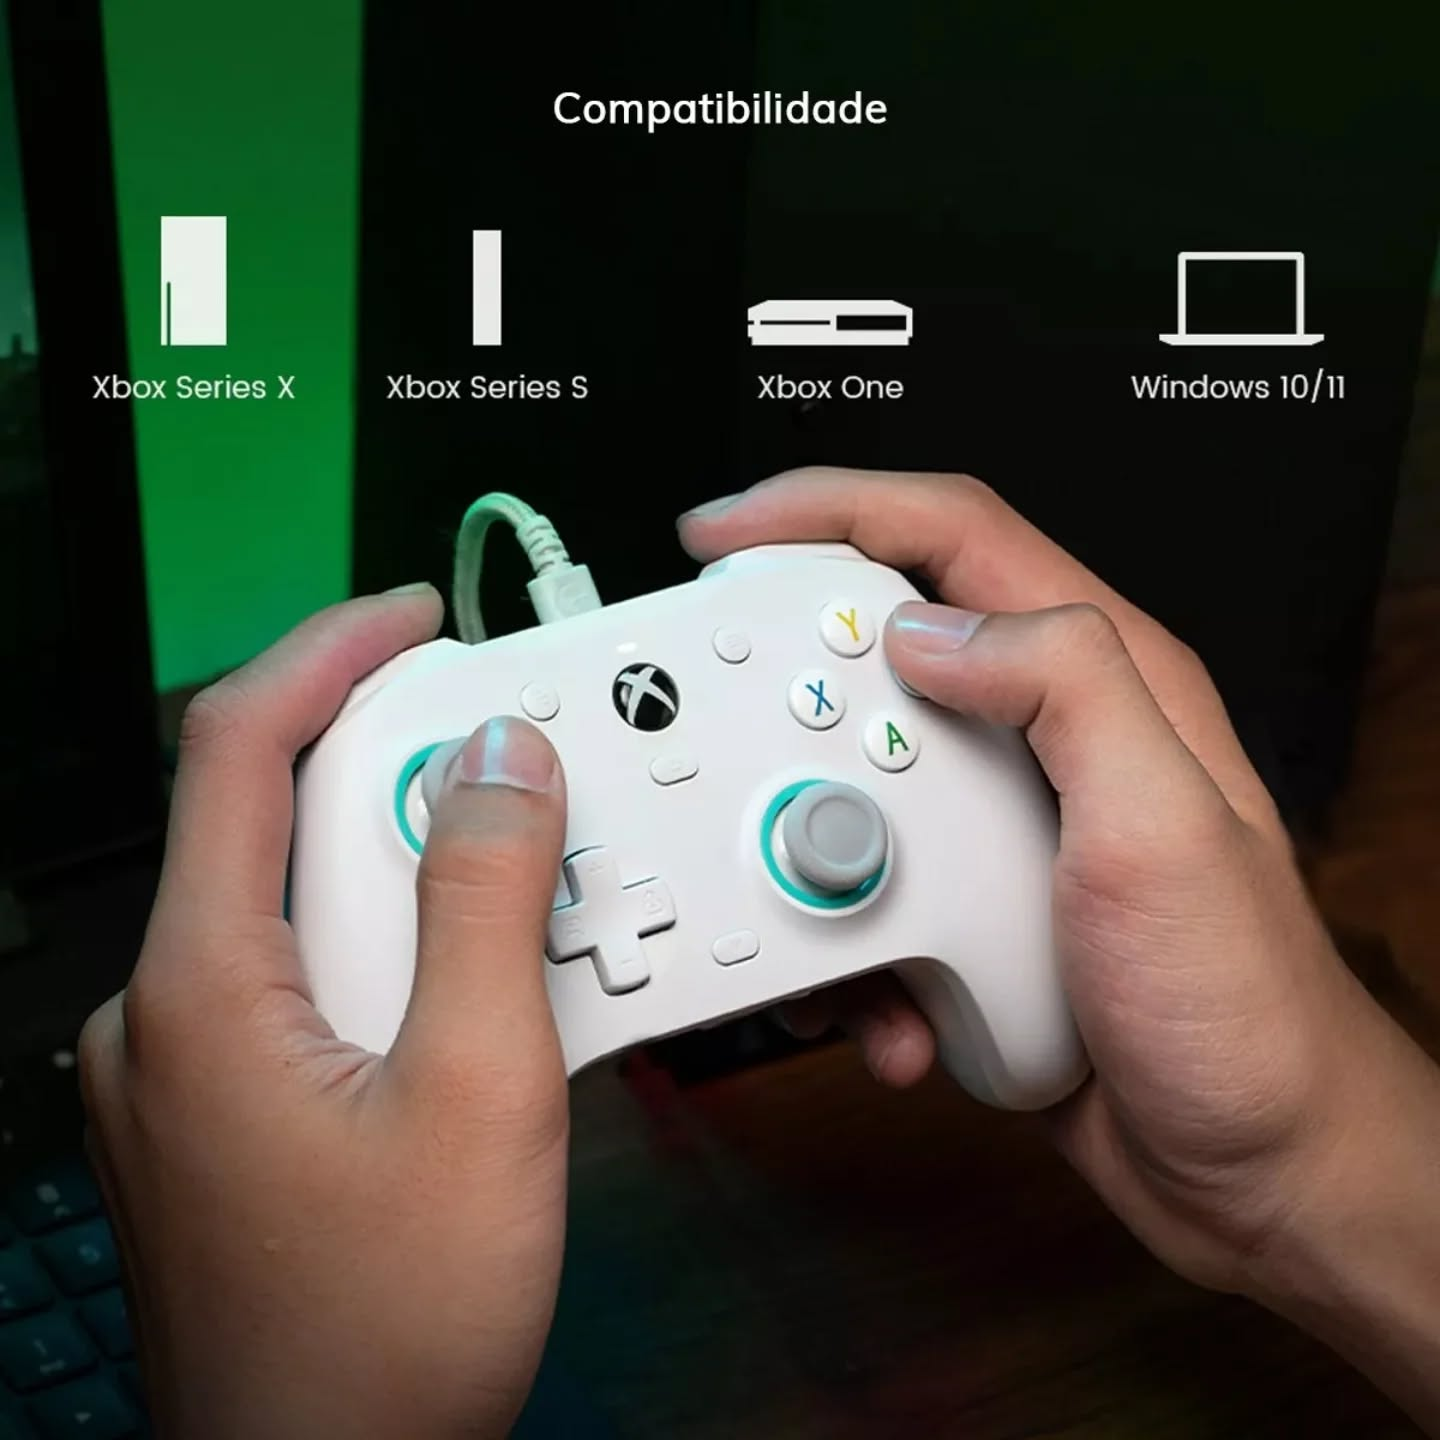 Compatibilidade
Xbox Series X
Xbox Series S
Xbox One
Windows 10/11
Y
X
A